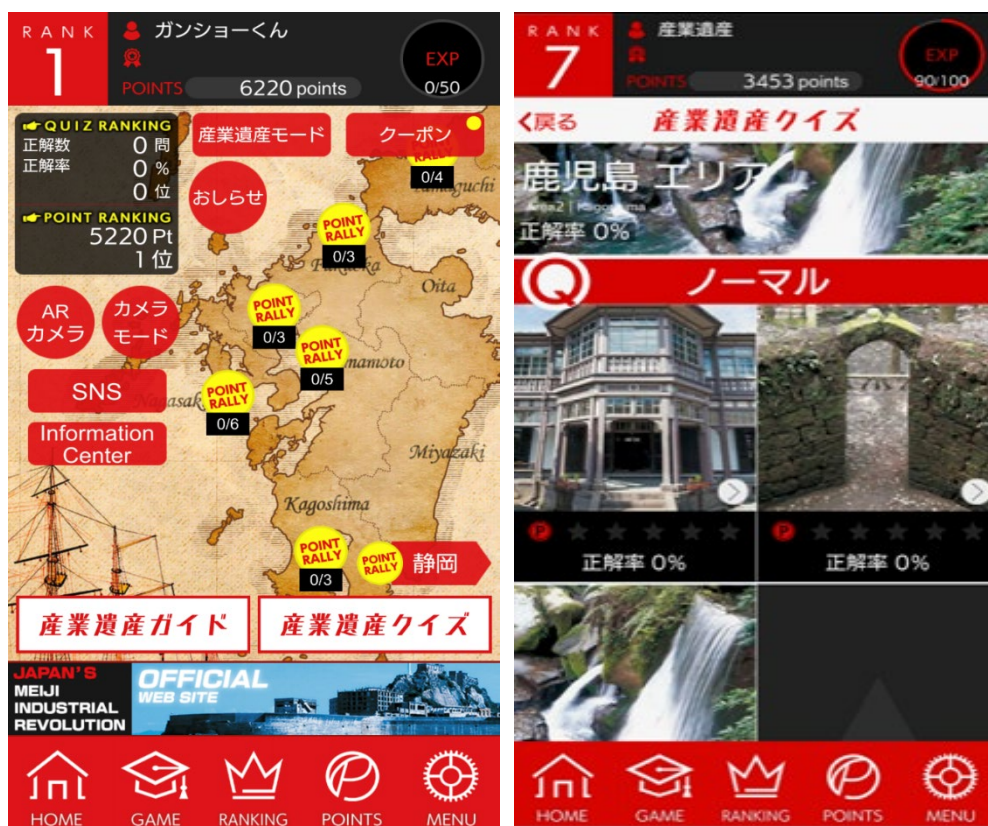 RANK
1
ガンショーくん
POINTS 6220 points
EXP
0/50
QUIZ RANKING
正解数 0 問
正解率 0 %
0 位
POINT RANKING
5220 Pt
1 位
産業遺産モード
クーポン
おしらせ
RALLY
0/4
Yamaguchi
POINT
RALLY
0/3
Fukuoka
Oita
AR
カメラ
カメラ
モード
POINT
RALLY
0/3
POINT
RALLY
0/5
mamoto
SNS
Nagasak
POINT
RALLY
0/6
Information
Center
Miyazaki
Kagoshima
POINT
RALLY
0/3
POINT
RALLY
静岡
産業遺産ガイド
産業遺産クイズ
JAPAN'S
MEIJI
INDUSTRIAL
REVOLUTION
OFFICIAL
WEB SITE
HOME GAME RANKING POINTS MENU
RANK
7
産業遺産
POINTS 3453 points
EXP
90/100
く戻る
産業遺産クイズ
鹿児島 エリア
Area2 | Kagoshima
正解率 0%
Q ノーマル
P
正解率 0%
P
正解率 0%
HOME GAME RANKING POINTS MENU